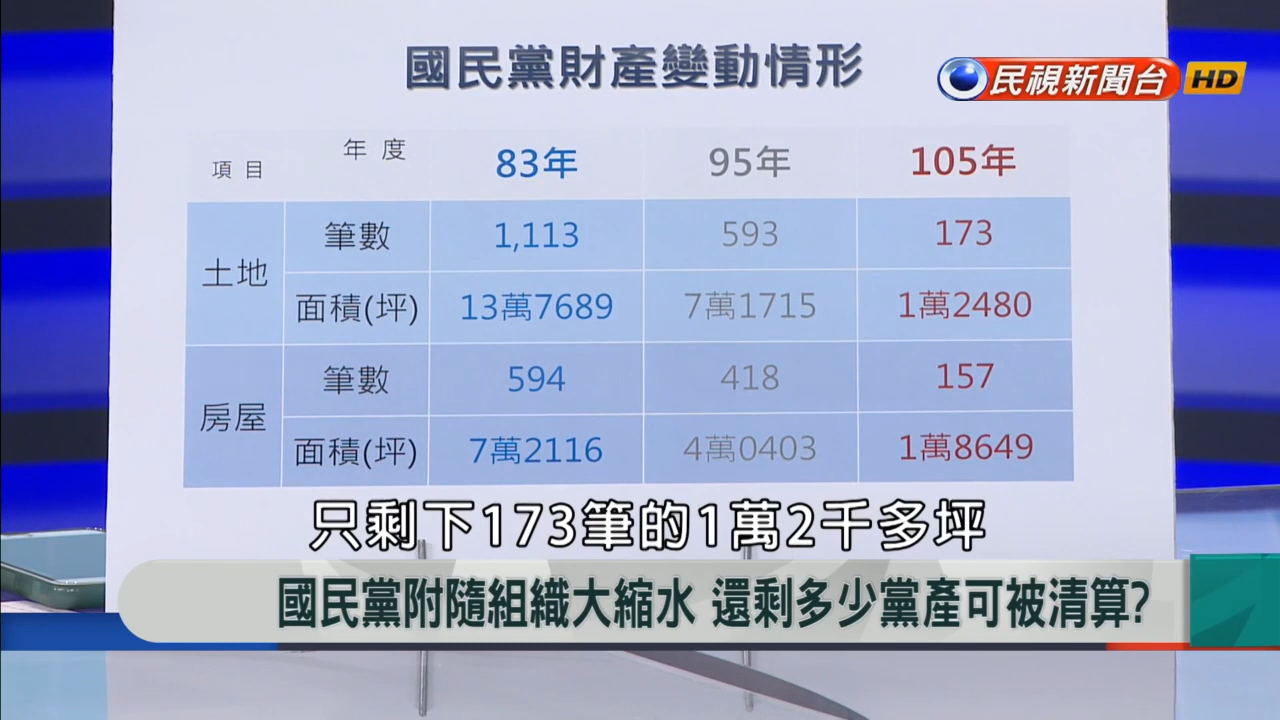 國民黨財產變動情形
民視新聞台 HD
年 度
項 目 83年 95年 105年
土地 筆數 1,113 593 173
面積(坪) 13萬7689 7萬1715 1萬2480
房屋 筆數 594 418 157
面積(坪) 7萬2116 4萬0403 1萬8649
只剩下173筆的1萬2千多坪
國民黨附隨組織大縮水 還剩多少黨產可被清算?